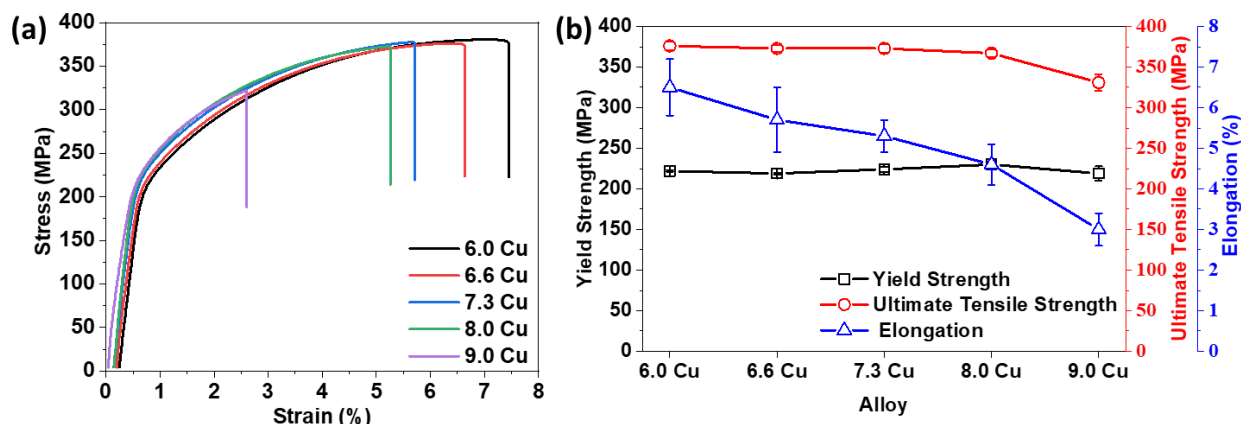 (a)
400
350
300
250
200
150
100
50
0
Stress (MPa)
0 1 2 3 4 5 6 7 8
Strain (%)
6.0 Cu
6.6 Cu
7.3 Cu
8.0 Cu
9.0 Cu
(b)
400
350
300
250
200
150
100
50
0
Yield Strength (MPa)
Yield Strength
Ultimate Tensile Strength
Elongation
6.0 Cu 6.6 Cu 7.3 Cu 8.0 Cu 9.0 Cu
Alloy
400
350
300
250
200
150
100
50
0
Ultimate Tensile Strength (MPa)
8
7
6
5
4
3
2
1
0
Elongation (%)